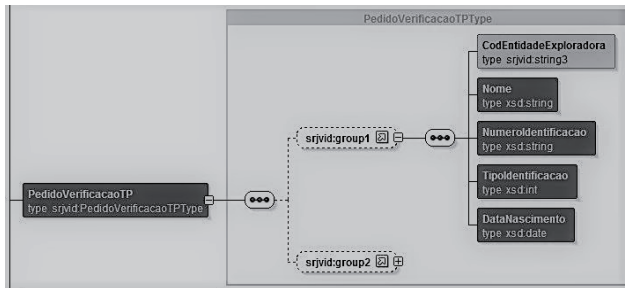 PedidoVerificacaoTPType
CodEntidadeExploradora
type srjvid:string3
Nome
type xsd:string
srjvid:group1
NumeroIdentificacao
type xsd:string
TipoIdentificacao
type xsd:int
PedidoVerificacaoTP
type srjvid:PedidoVerificacaoTPType
DataNascimento
type xsd:date
srjvid:group2